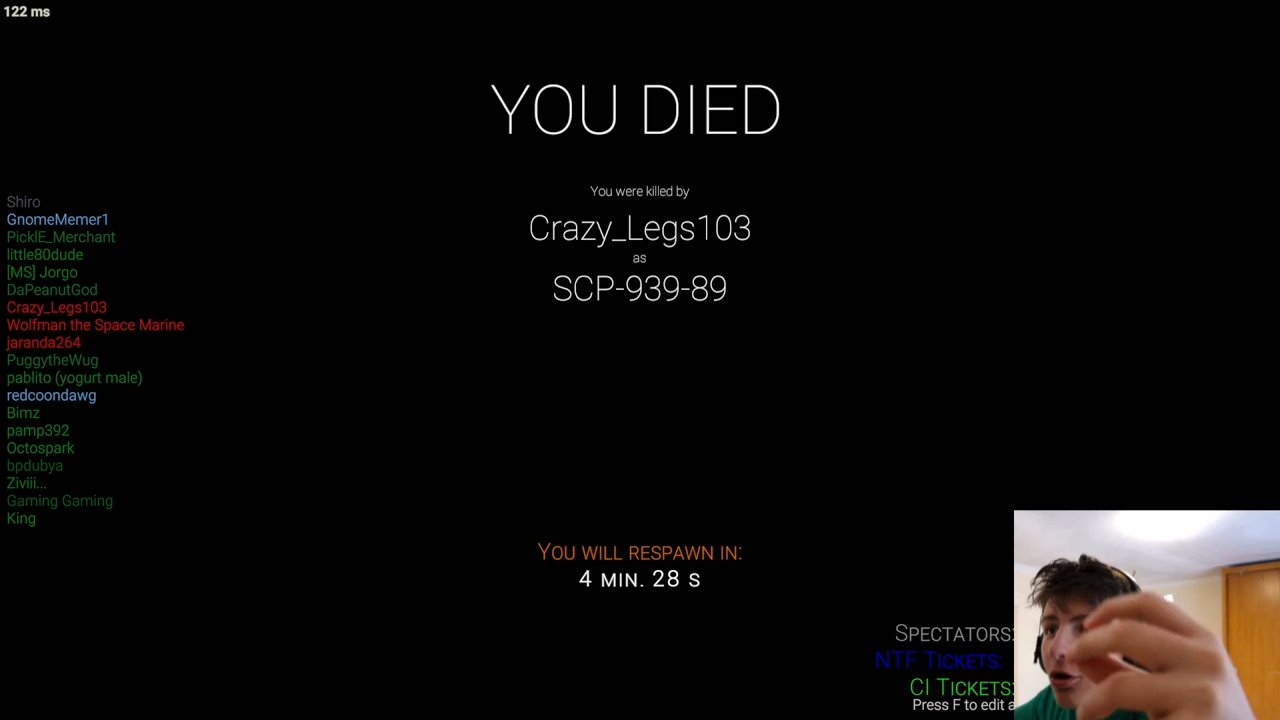 122 ms
YOU DIED
You were killed by
Crazy_Legs103
as
SCP-939-89
Shiro
GnomeMemer1
PicklE_Merchant
little80dude
[MS] Jorgo
DaPeanutGod
Crazy_Legs103
Wolfman the Space Marine
jaranda264
PuggytheWug
pablito (yogurt male)
redcoondawg
Bimz
pamp392
Octospark
bpdubya
Ziviii...
Gaming Gaming
King
YOU WILL RESPAWN IN:
4 MIN. 28 S
SPECTATORS:
NTF TICKETS:
CI TICKETS:
Press F to edit a